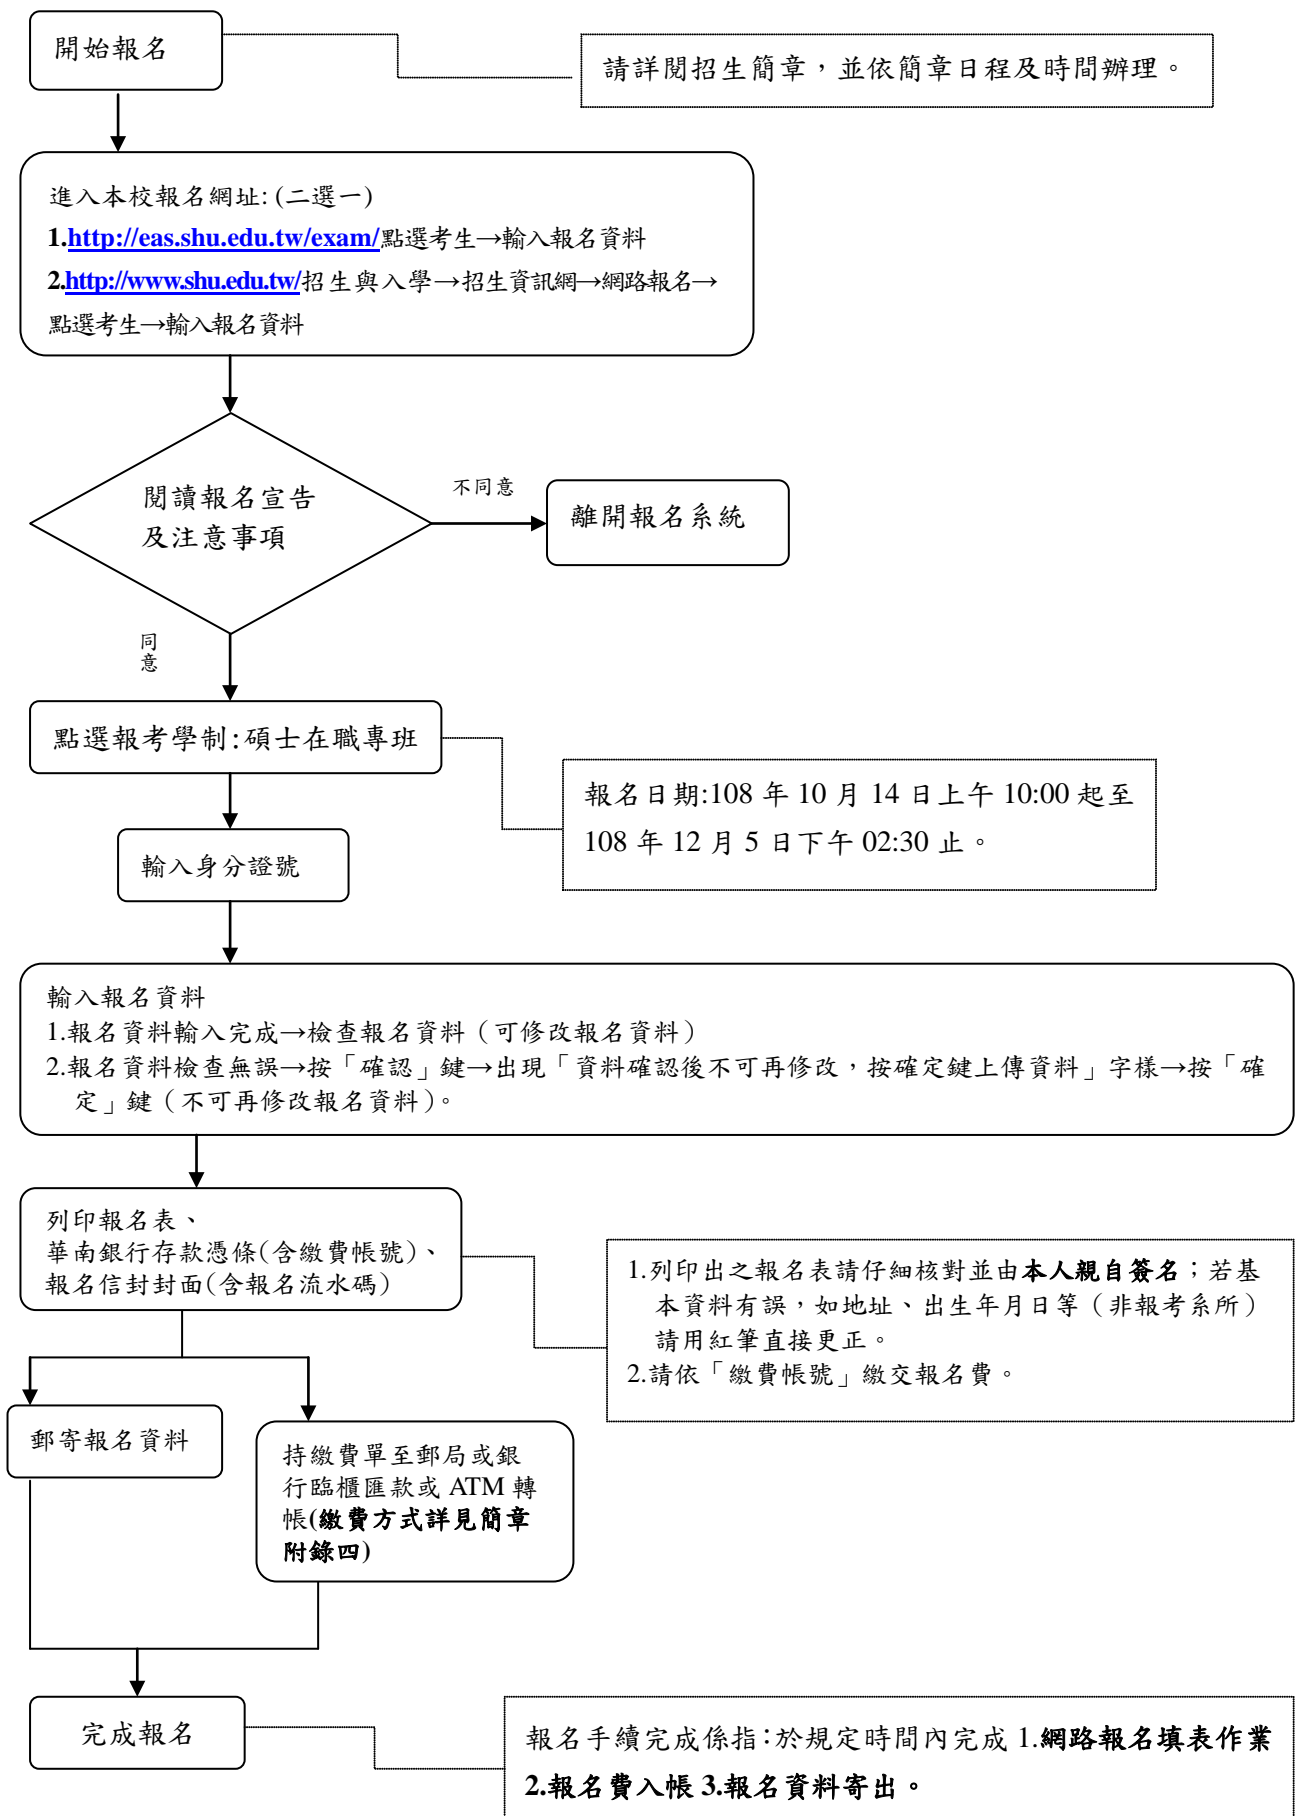 開始報名
請詳閱招生簡章，並依簡章日程及時間辦理。
進入本校報名網址: (二選一)
1.http://eas.shu.edu.tw/exam/點選考生→輸入報名資料
2.http://www.shu.edu.tw/招生與入學→招生資訊網→網路報名→
點選考生→輸入報名資料
閱讀報名宣告
及注意事項
不同意
離開報名系統
同
意
點選報考學制:碩士在職專班
報名日期:108 年 10 月 14 日上午 10:00 起至
108 年 12 月 5 日下午 02:30 止。
輸入身分證號
輸入報名資料
1.報名資料輸入完成→檢查報名資料（可修改報名資料）
2.報名資料檢查無誤→按「確認」鍵→出現「資料確認後不可再修改，按確定鍵上傳資料」字樣→按「確
定」鍵（不可再修改報名資料）。
列印報名表、
華南銀行存款憑條(含繳費帳號)、
報名信封封面(含報名流水碼)
1.列印出之報名表請仔細核對並由本人親自簽名；若基
本資料有誤，如地址、出生年月日等（非報考系所）
請用紅筆直接更正。
2.請依「繳費帳號」繳交報名費。
郵寄報名資料
持繳費單至郵局或銀
行臨櫃匯款或 ATM 轉
帳(繳費方式詳見簡章
附錄四)
完成報名
報名手續完成係指:於規定時間內完成 1.網路報名填表作業
2.報名費入帳 3.報名資料寄出。